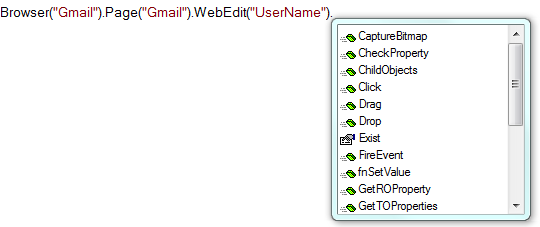 Browser("Gmail").Page("Gmail").WebEdit("UserName").
CaptureBitmap
CheckProperty
ChildObjects
Click
Drag
Drop
Exist
FireEvent
fnSetValue
GetROProperty
GetTOProperties